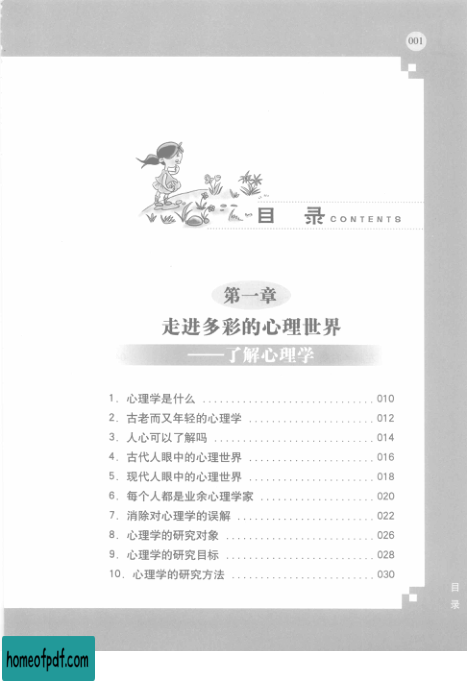 001
目 录 CONTENTS
第一章
走进多彩的心理世界
——了解心理学
1. 心理学是什么 ............................ 010
2. 古老而又年轻的心理学 .................... 012
3. 人心可以了解吗 .......................... 014
4. 古代人眼中的心理世界 .................... 016
5. 现代人眼中的心理世界 .................... 018
6. 每个人都是业余心理学家 .................. 020
7. 消除对心理学的误解 ...................... 022
8. 心理学的研究对象 ........................ 026
9. 心理学的研究目标 ........................ 028
10. 心理学的研究方法 ....................... 030
目
录
homeofpdf.com